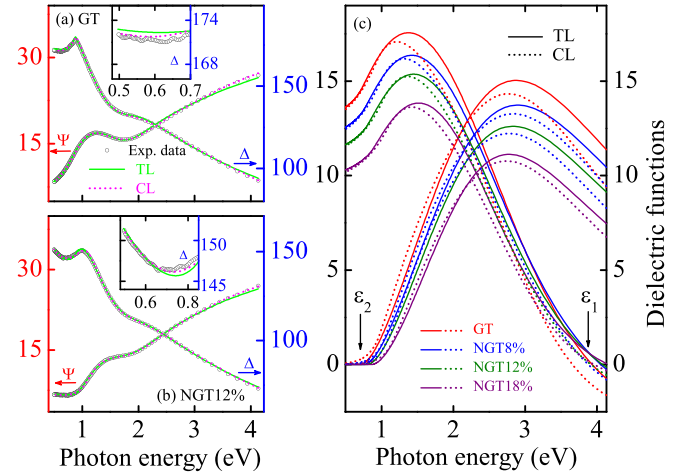 (a) GT
174
168
Δ
0.5 0.6 0.7
31
15
Ψ
Exp. data
TL
CL
150
100
Δ
150
145
Δ
0.6 0.8
33
15
Ψ
150
100
Δ
(b) NGT12%
1 2 3 4
Photon energy (eV)
(c)
TL
CL
15
10
5
0
15
10
5
0
ε2
ε1
GT
NGT8%
NGT12%
NGT18%
Dielectric functions
1 2 3 4
Photon energy (eV)